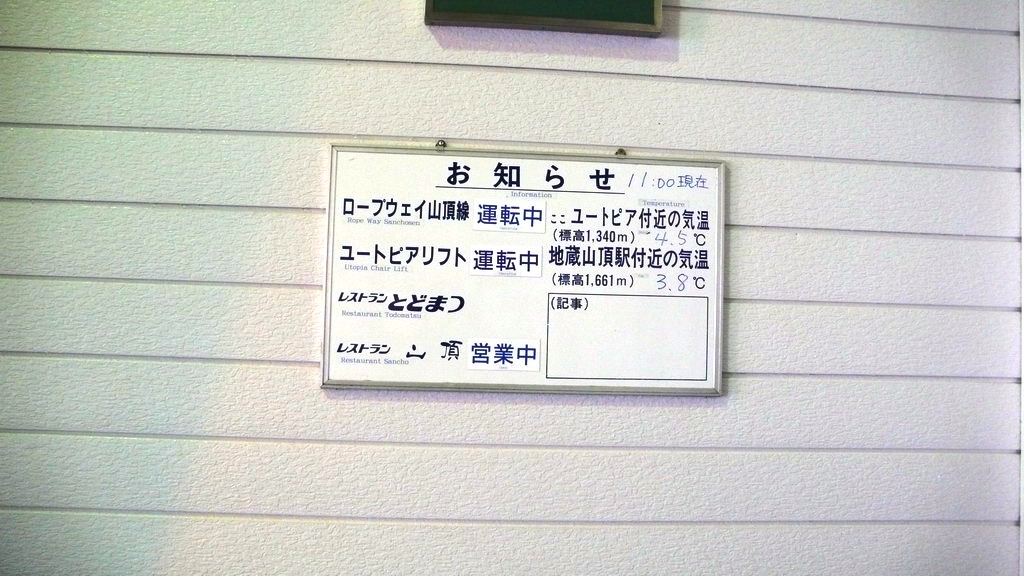 お知らせ 11:00現在
Information
ロープウェイ山頂線 運転中
Rope Way Sanchosen
ユートピアリフト 運転中
Utopia Chair Lift
レストラン とどまつ
Restaurant Todomatsu
レストラン 山頂 営業中
Restaurant Sancho
Temperature
ここユートピア付近の気温
(標高1,340m) 4.5℃
地蔵山頂駅付近の気温
(標高1,661m) 3.8℃
(記事)